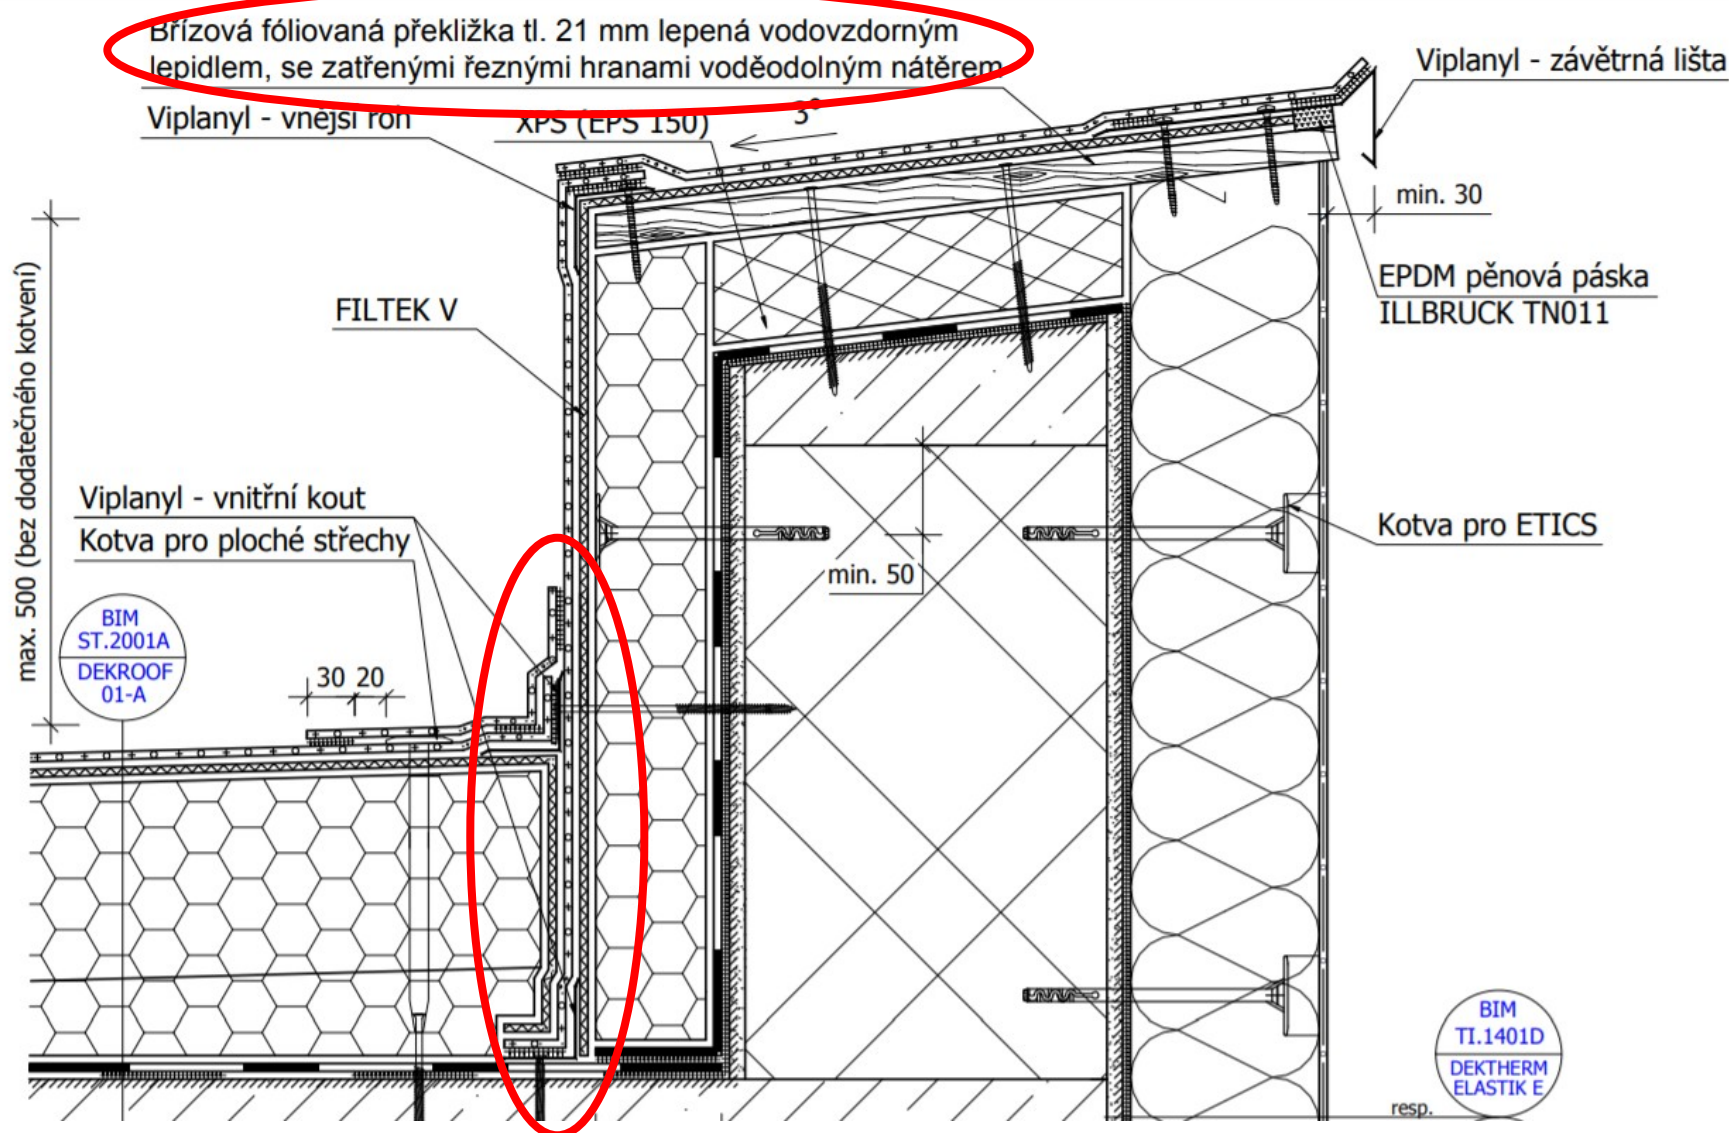 Břízová fóliovaná překližka tl. 21 mm lepená vodovzdorným
lepidlem, se zatřenými řeznými hranami voděodolným nátěrem
Viplanyl - závětrná lišta
Viplanyl - vnější roh
XPS (EPS 150)
3°
min. 30
EPDM pěnová páska
ILLBRUCK TN011
FILTEK V
max. 500 (bez dodatečného kotvení)
Viplanyl - vnitřní kout
Kotva pro ploché střechy
Kotva pro ETICS
min. 50
BIM
ST.2001A
DEKROOF
01-A
30 20
BIM
TI.1401D
DEKTHERM
ELASTIK E
resp.